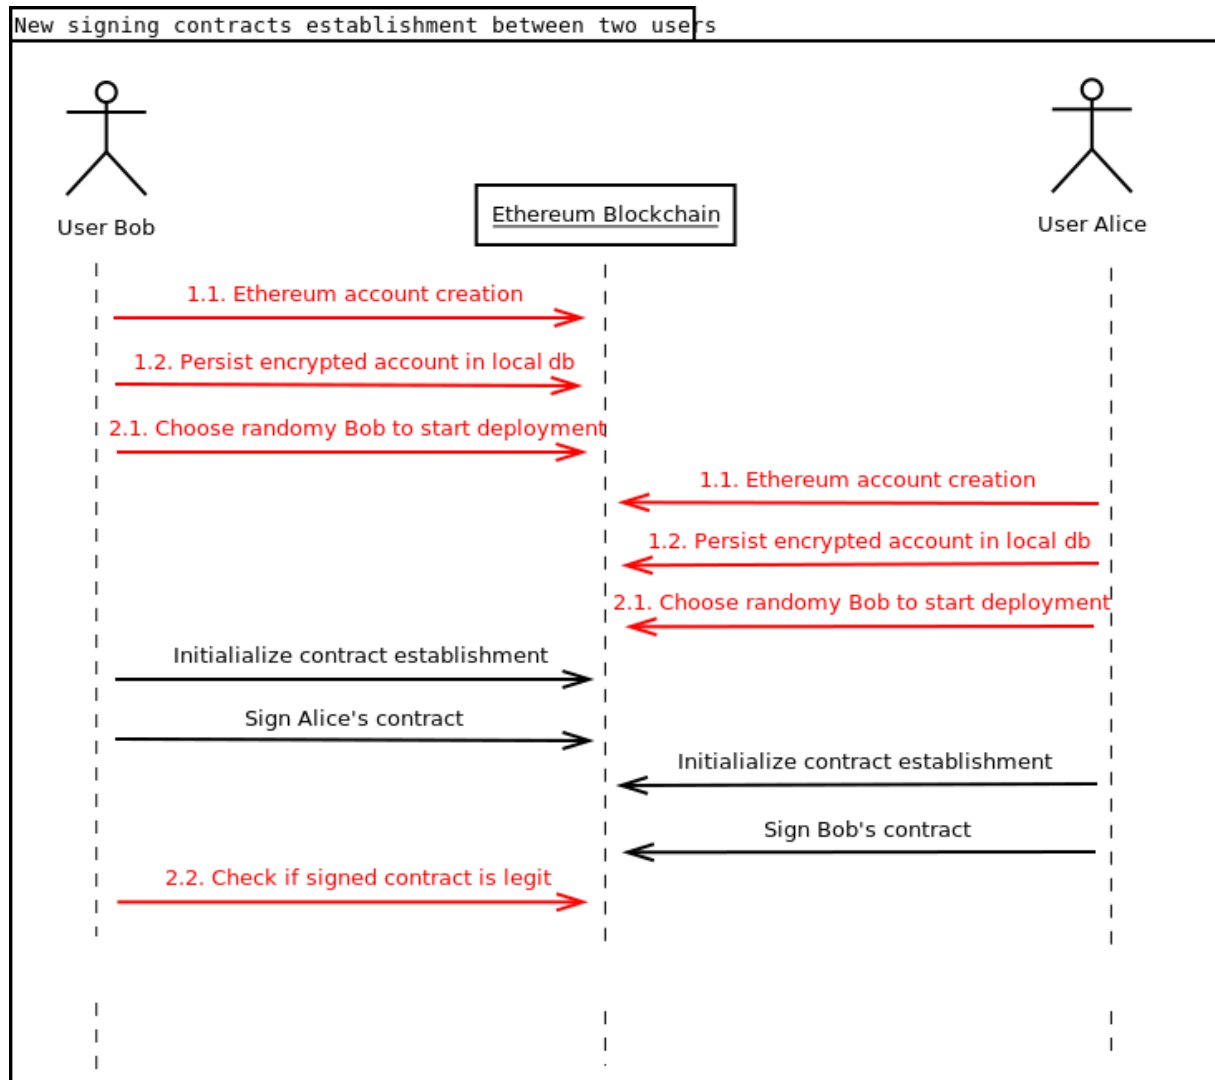 New signing contracts establishment between two users
User Bob
Ethereum Blockchain
User Alice
1.1. Ethereum account creation
1.2. Persist encrypted account in local db
2.1. Choose randomy Bob to start deployment
1.1. Ethereum account creation
1.2. Persist encrypted account in local db
2.1. Choose randomy Bob to start deployment
Initialialize contract establishment
Sign Alice's contract
Initialialize contract establishment
Sign Bob's contract
2.2. Check if signed contract is legit